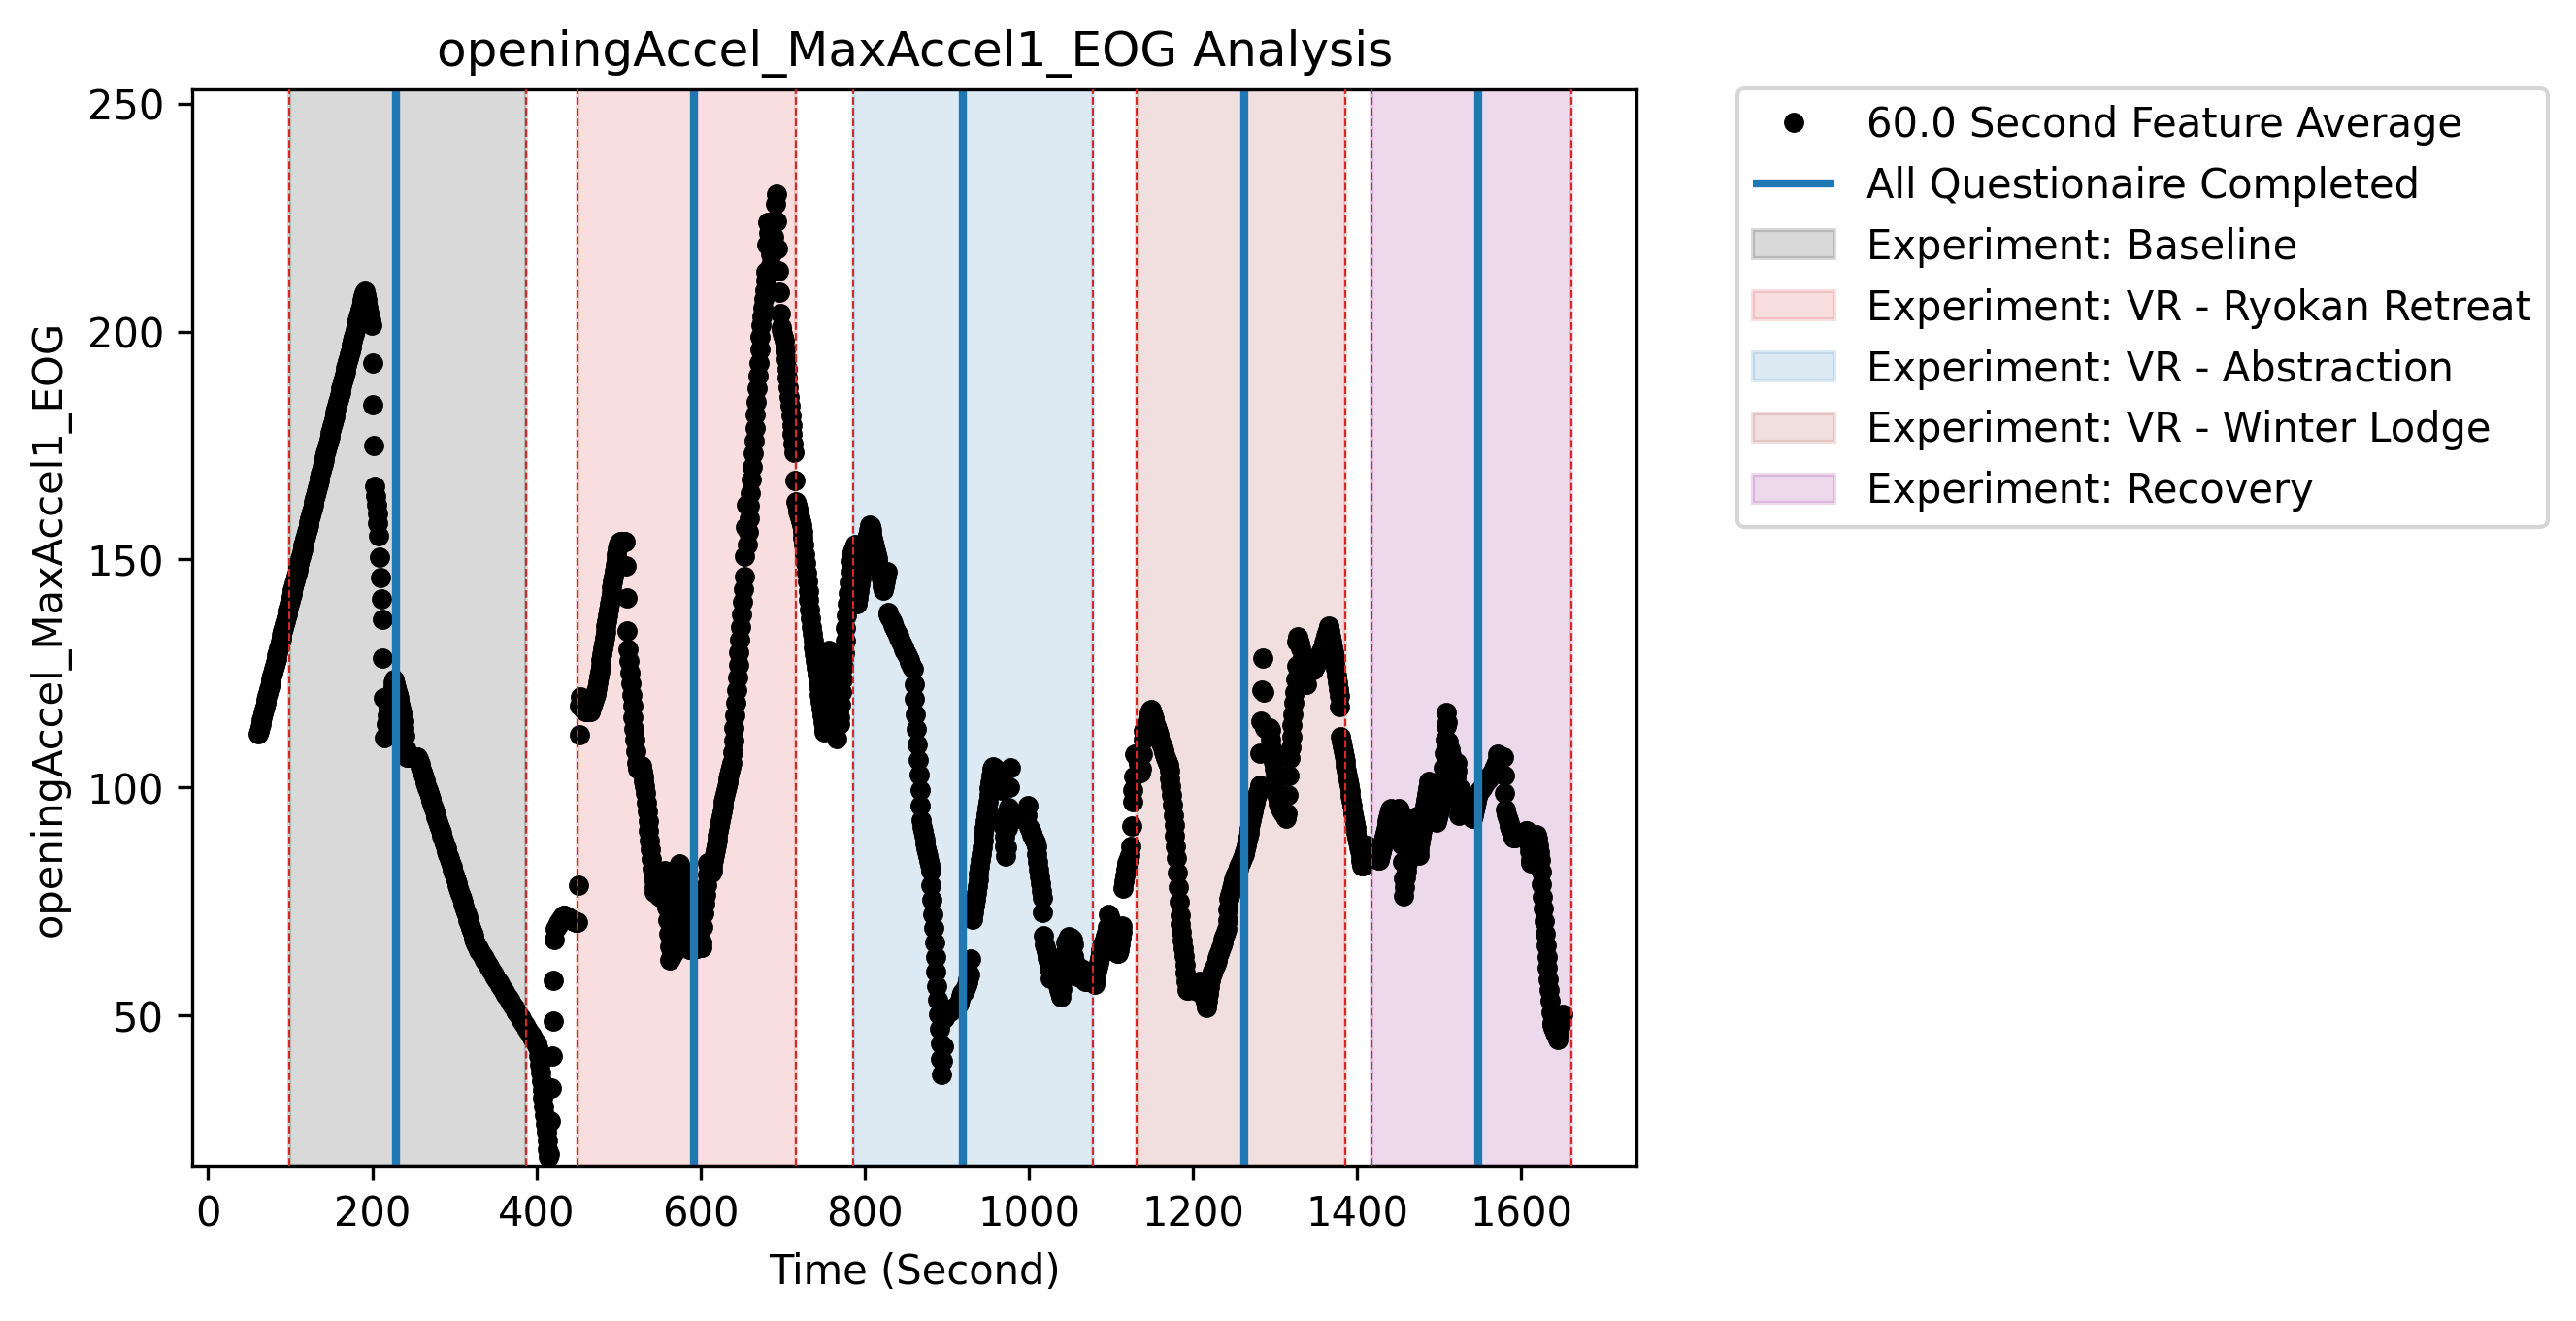 openingAccel_MaxAccel1_EOG Analysis
openingAccel_MaxAccel1_EOG
250
200
150
100
50
0 200 400 600 800 1000 1200 1400 1600
Time (Second)
60.0 Second Feature Average
All Questionaire Completed
Experiment: Baseline
Experiment: VR - Ryokan Retreat
Experiment: VR - Abstraction
Experiment: VR - Winter Lodge
Experiment: Recovery